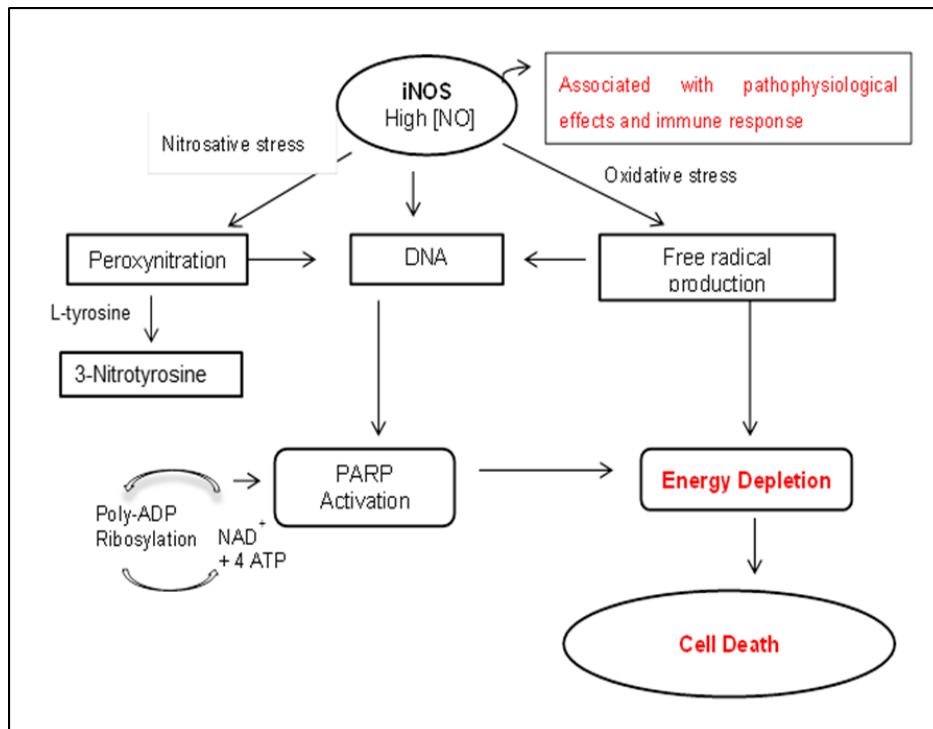 iNOS
High [NO]
Associated with pathophysiological
effects and immune response
Nitrosative stress
Oxidative stress
Peroxynitration
DNA
Free radical
production
L-tyrosine
3-Nitrotyrosine
PARP
Activation
Energy Depletion
Poly-ADP
Ribosylation
NAD+
+ 4 ATP
Cell Death